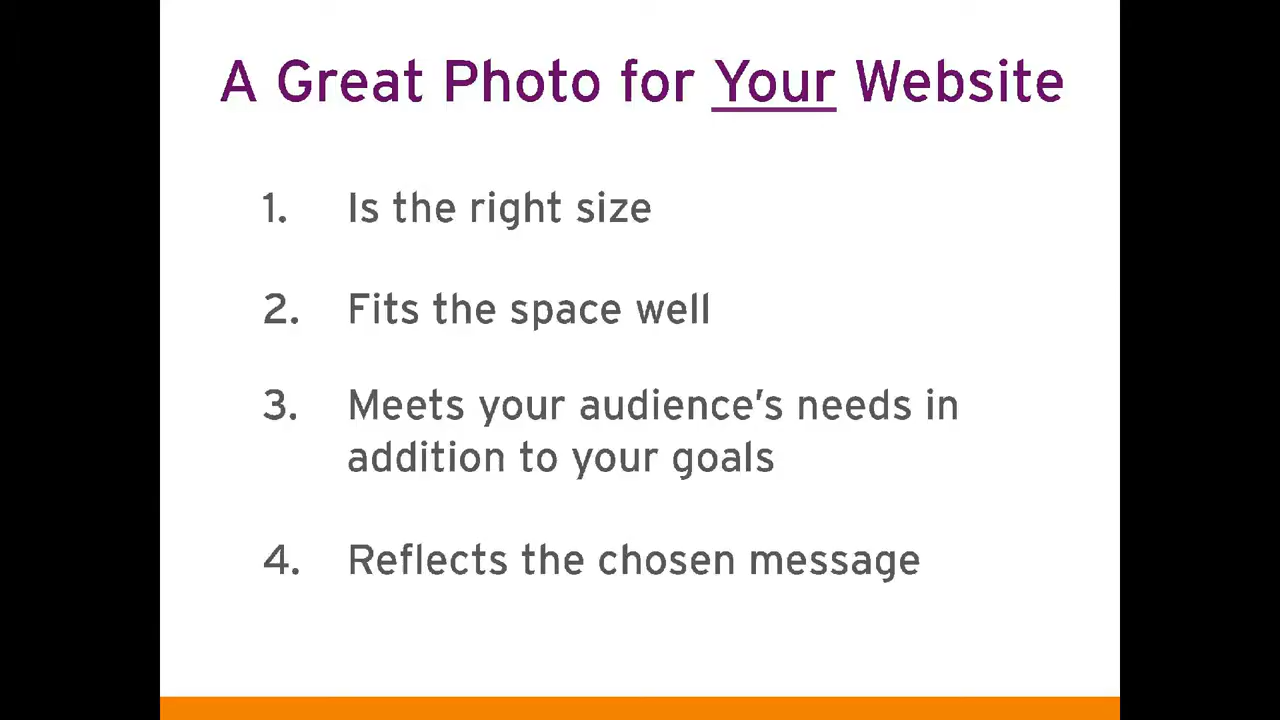 A Great Photo for Your Website
1. Is the right size
2. Fits the space well
3. Meets your audience's needs in
addition to your goals
4. Reflects the chosen message